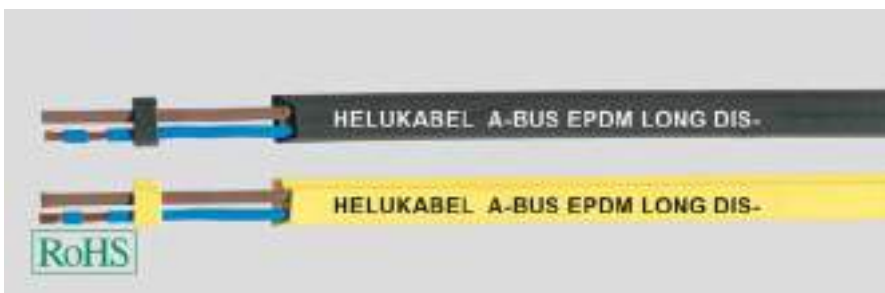 HELUKABEL A-BUS EPDM LONG DIS-
HELUKABEL A-BUS EPDM LONG DIS-
RoHS